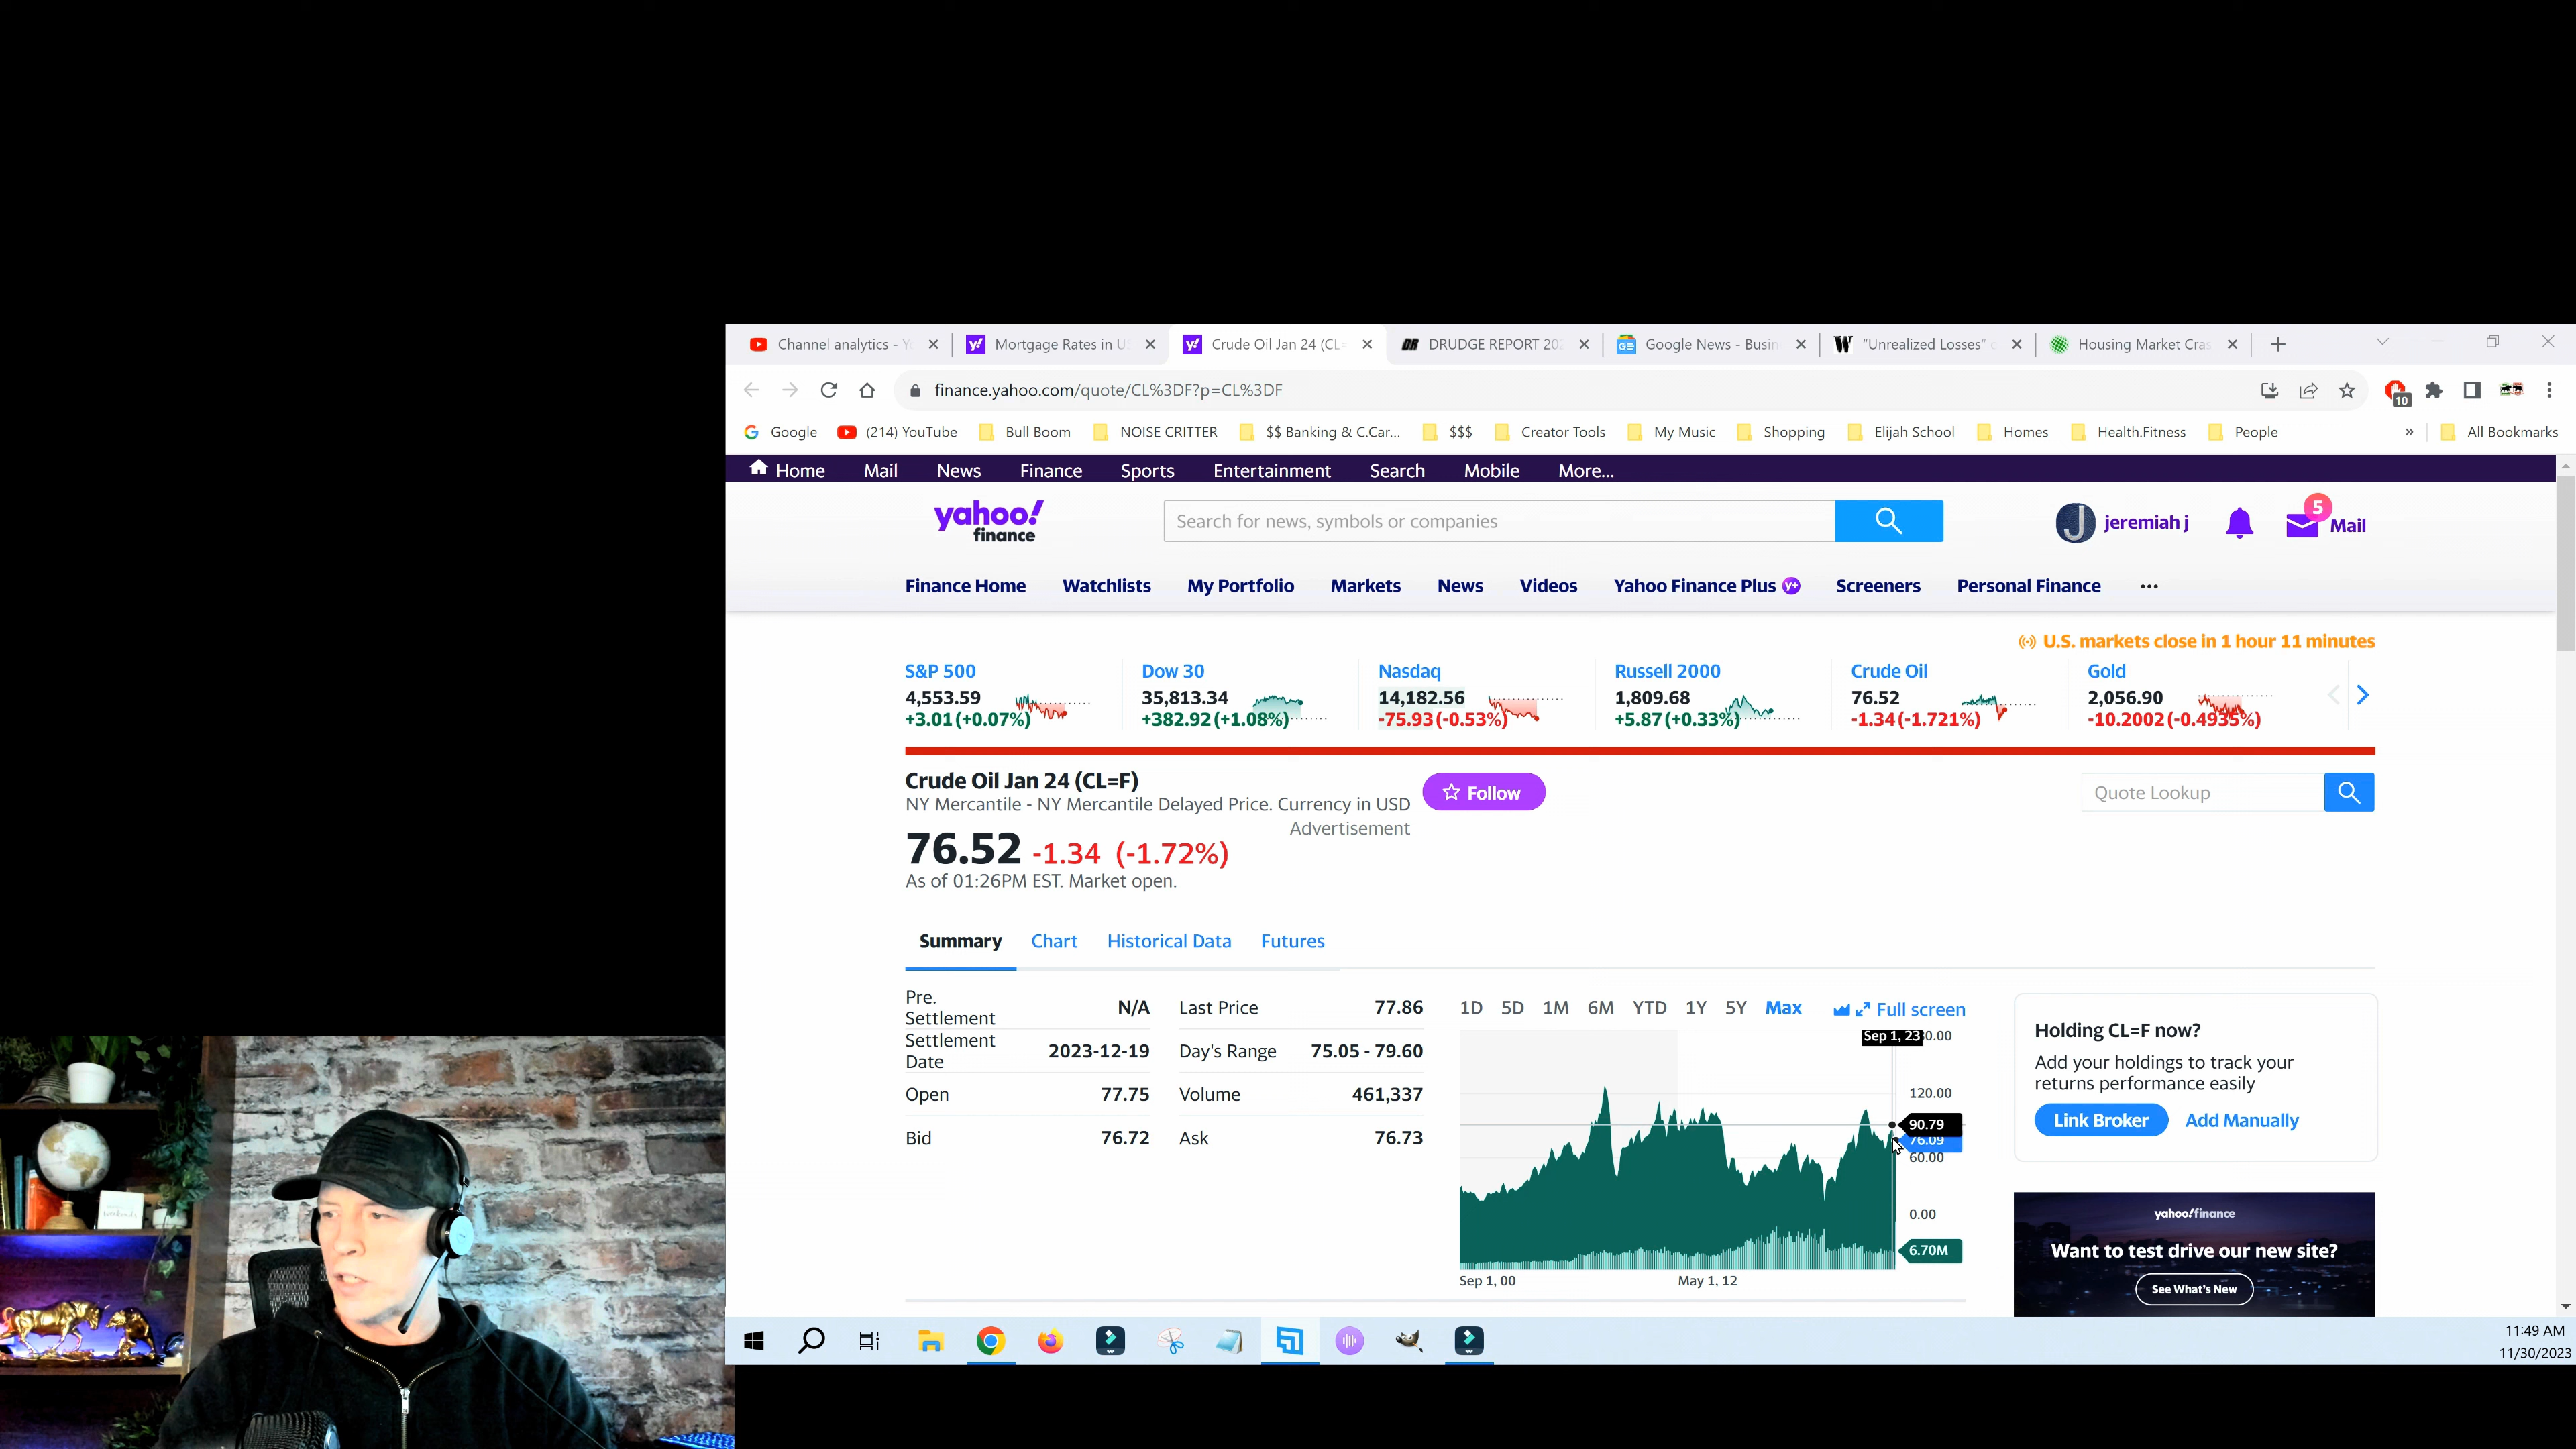 Channel analytics - Y
Mortgage Rates in U
Crude Oil Jan 24 (CL=
DR DRUDGE REPORT 202
Google News - Busin
W "Unrealized Losses"
Housing Market Cras
finance.yahoo.com/quote/CL%3DF?p=CL%3DF
10
Google (214) YouTube Bull Boom NOISE CRITTER $$ Banking & C.Car... $$$ Creator Tools My Music Shopping Elijah School Homes Health.Fitness People » All Bookmarks
Home Mail News Finance Sports Entertainment Search Mobile More...
yahoo!
finance
Search for news, symbols or companies
J jeremiah j
5
Mail
Finance Home Watchlists My Portfolio Markets News Videos Yahoo Finance Plus y+ Screeners Personal Finance ...
U.S. markets close in 1 hour 11 minutes
S&P 500
4,553.59
+3.01 (+0.07%)
Dow 30
35,813.34
+382.92 (+1.08%)
Nasdaq
14,182.56
-75.93 (-0.53%)
Russell 2000
1,809.68
+5.87 (+0.33%)
Crude Oil
76.52
-1.34 (-1.721%)
Gold
2,056.90
-10.2002 (-0.4935%)
Crude Oil Jan 24 (CL=F)
NY Mercantile - NY Mercantile Delayed Price. Currency in USD
Follow
Quote Lookup
Advertisement
76.52 -1.34 (-1.72%)
As of 01:26PM EST. Market open.
Summary Chart Historical Data Futures
Pre.
Settlement N/A
Settlement
Date 2023-12-19
Open 77.75
Bid 76.72
Last Price 77.86
Day's Range 75.05 - 79.60
Volume 461,337
Ask 76.73
1D 5D 1M 6M YTD 1Y 5Y Max Full screen
Sep 1, 23
0.00
120.00
90.79
76.09
60.00
0.00
6.70M
Sep 1, 00 May 1, 12
Holding CL=F now?
Add your holdings to track your
returns performance easily
Link Broker Add Manually
yahoo!finance
Want to test drive our new site?
See What's New
11:49 AM
11/30/2023